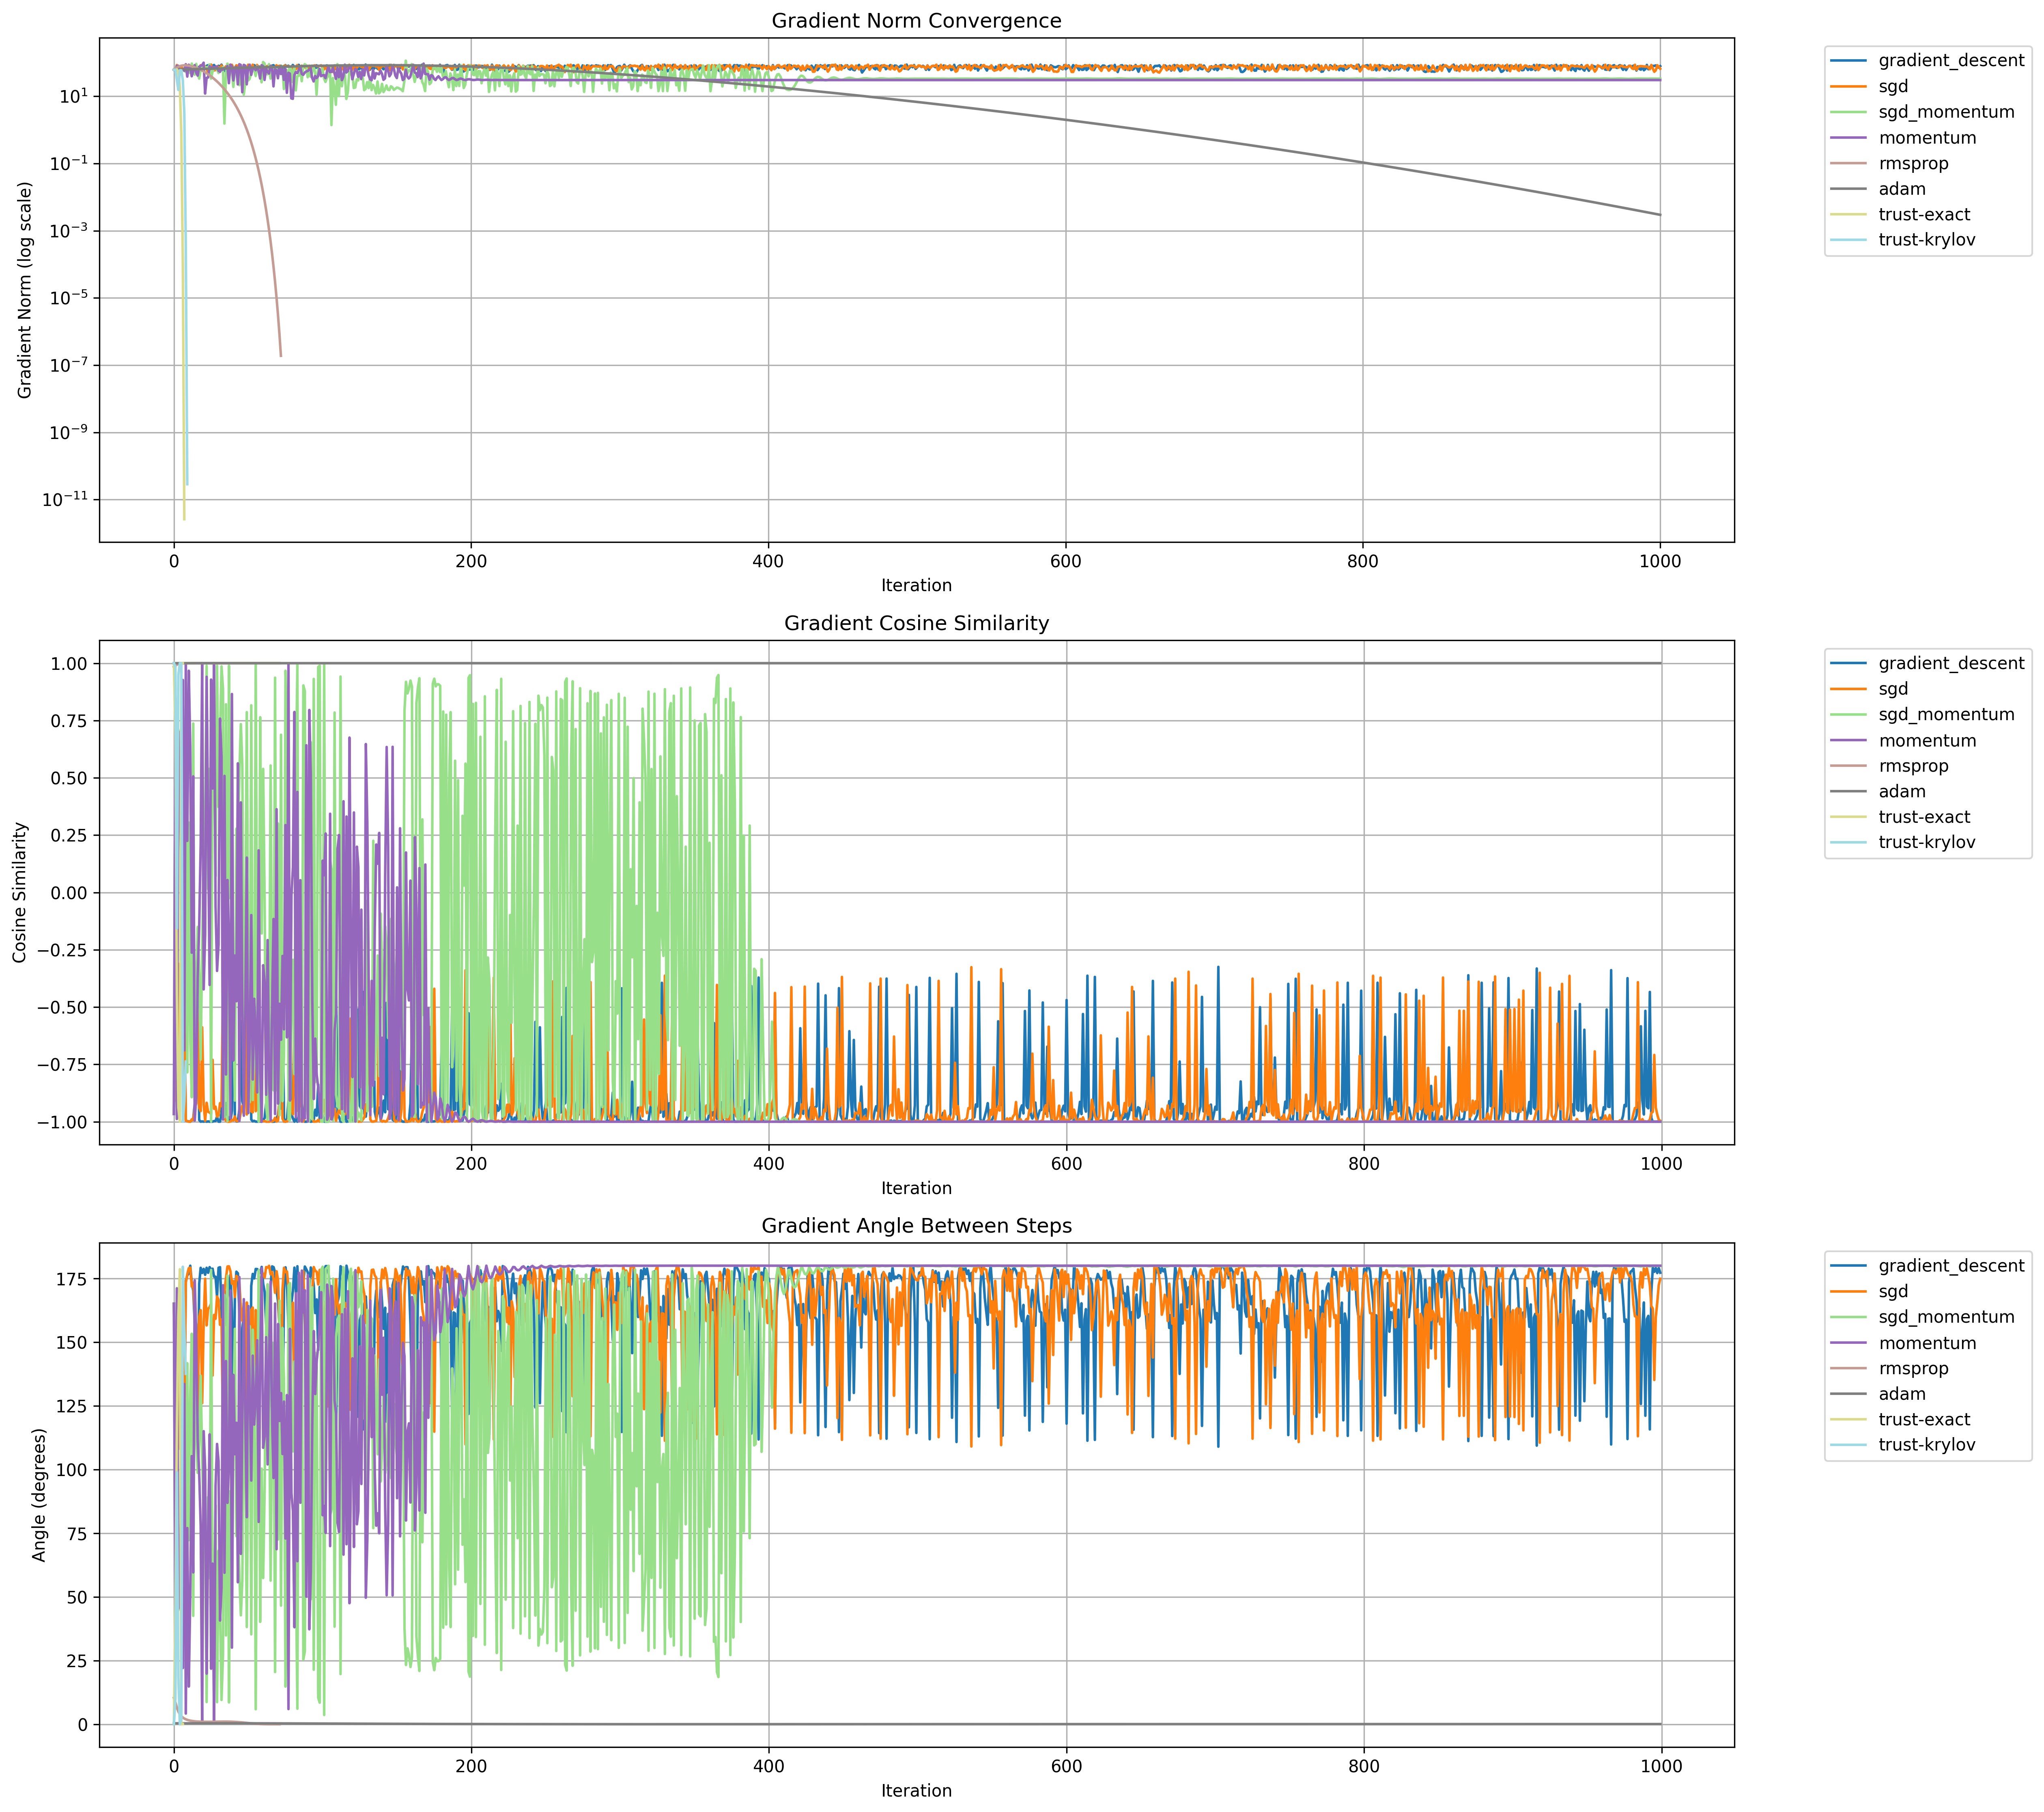 Gradient Norm Convergence
Gradient Norm (log scale)
10¹
10⁻¹
10⁻³
10⁻⁵
10⁻⁷
10⁻⁹
10⁻¹¹
0 200 400 600 800 1000
Iteration
gradient_descent
sgd
sgd_momentum
momentum
rmsprop
adam
trust-exact
trust-krylov
Gradient Cosine Similarity
Cosine Similarity
1.00
0.75
0.50
0.25
0.00
−0.25
−0.50
−0.75
−1.00
0 200 400 600 800 1000
Iteration
gradient_descent
sgd
sgd_momentum
momentum
rmsprop
adam
trust-exact
trust-krylov
Gradient Angle Between Steps
Angle (degrees)
175
150
125
100
75
50
25
0
0 200 400 600 800 1000
Iteration
gradient_descent
sgd
sgd_momentum
momentum
rmsprop
adam
trust-exact
trust-krylov